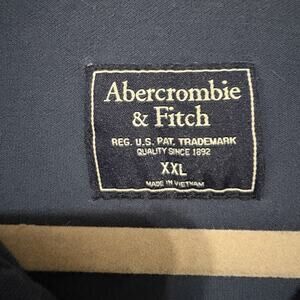 Abercrombie
& Fitch
REG. U.S. PAT. TRADEMARK
QUALITY SINCE 1892
XXL
MADE IN VIETNAM